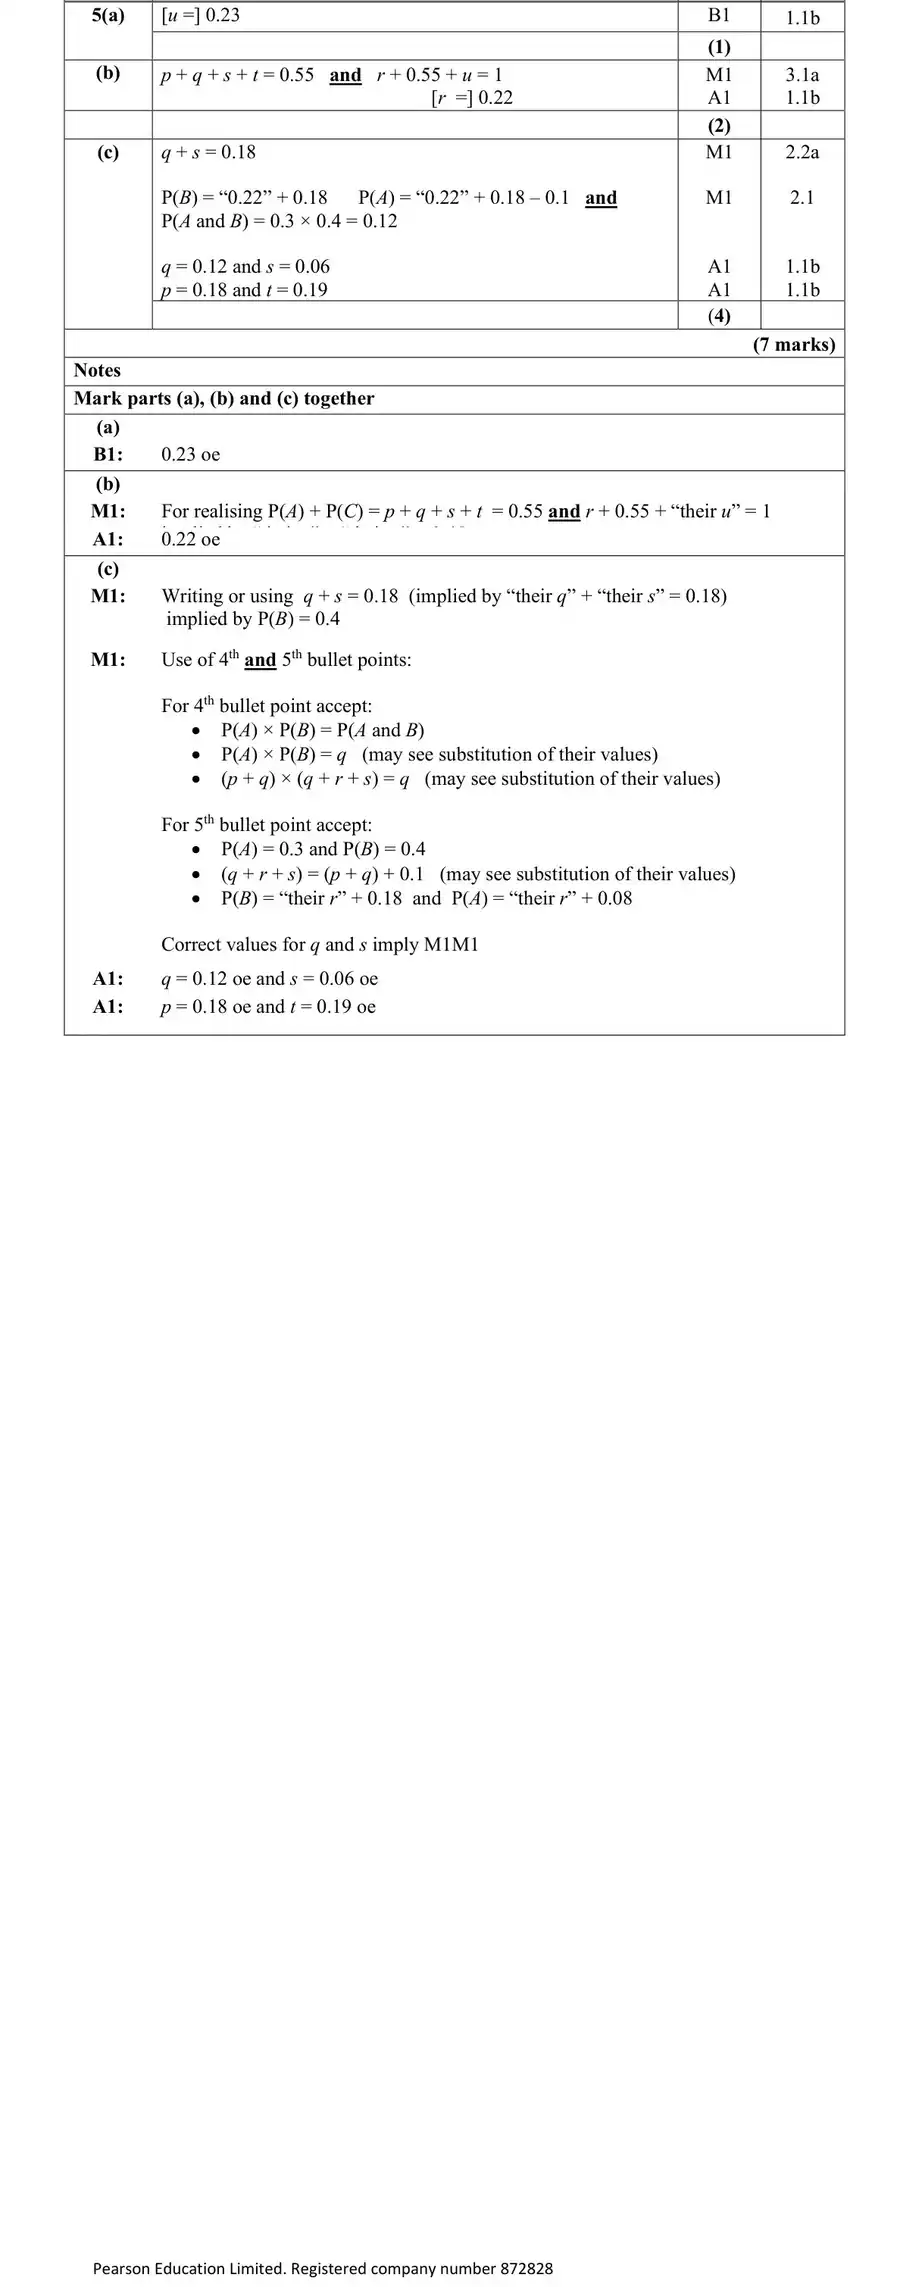 5(a) [u =] 0.23 B1 1.1b
(1)
(b) p + q + s + t = 0.55 and r + 0.55 + u = 1 M1 3.1a
[r =] 0.22 A1 1.1b
(2)
(c) q + s = 0.18 M1 2.2a
P(B) = “0.22” + 0.18 P(A) = “0.22” + 0.18 – 0.1 and M1 2.1
P(A and B) = 0.3 × 0.4 = 0.12
q = 0.12 and s = 0.06 A1 1.1b
p = 0.18 and t = 0.19 A1 1.1b
(4)
(7 marks)
Notes
Mark parts (a), (b) and (c) together
(a)
B1: 0.23 oe
(b)
M1: For realising P(A) + P(C) = p + q + s + t = 0.55 and r + 0.55 + “their u” = 1
A1: 0.22 oe
(c)
M1: Writing or using q + s = 0.18 (implied by “their q” + “their s” = 0.18)
implied by P(B) = 0.4
M1: Use of 4th and 5th bullet points:
For 4th bullet point accept:
• P(A) × P(B) = P(A and B)
• P(A) × P(B) = q (may see substitution of their values)
• (p + q) × (q + r + s) = q (may see substitution of their values)
For 5th bullet point accept:
• P(A) = 0.3 and P(B) = 0.4
• (q + r + s) = (p + q) + 0.1 (may see substitution of their values)
• P(B) = “their r” + 0.18 and P(A) = “their r” + 0.08
Correct values for q and s imply M1M1
A1: q = 0.12 oe and s = 0.06 oe
A1: p = 0.18 oe and t = 0.19 oe
Pearson Education Limited. Registered company number 872828